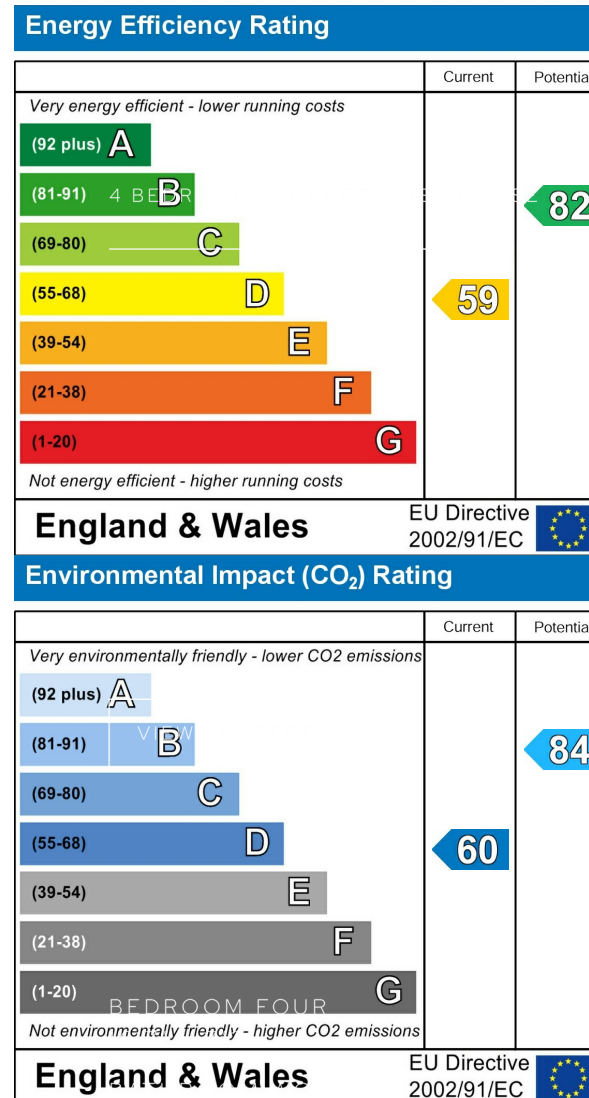 Energy Efficiency Rating
Current
Very energy efficient - lower running costs
(92 plus) A
(81-91) B
82
(69-80) C
(55-68) D
59
(39-54) E
(21-38) F
(1-20) G
Not energy efficient - higher running costs
England & Wales
EU Directive
2002/91/EC
Environmental Impact (CO₂) Rating
Current
Very environmentally friendly - lower CO2 emissions
(92 plus) A
(81-91) B
84
(69-80) C
(55-68) D
60
(39-54) E
(21-38) F
(1-20) G
BEDROOM FOUR
Not environmentally friendly - higher CO2 emissions
England & Wales
EU Directive
2002/91/EC